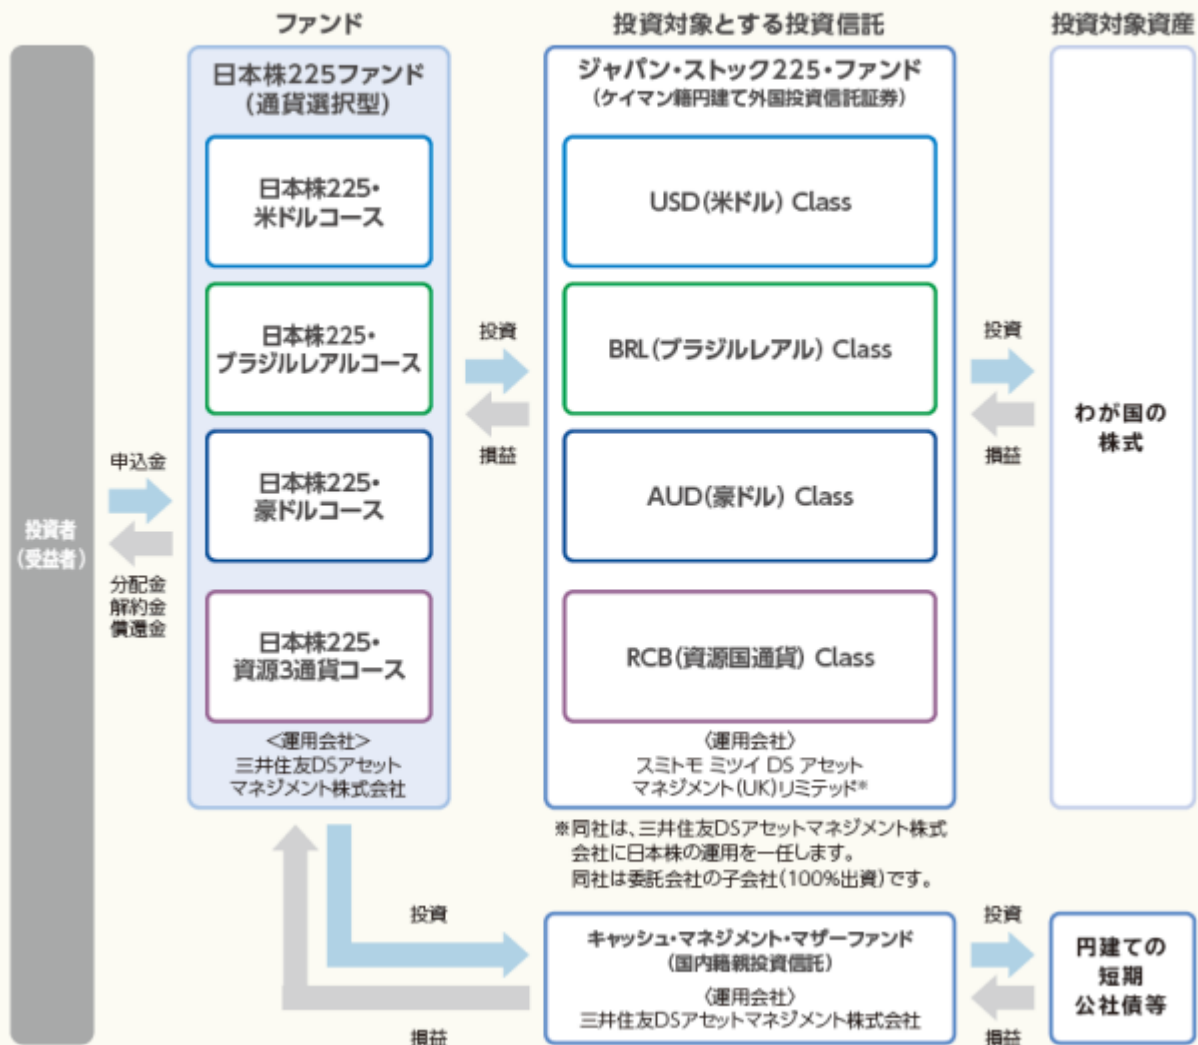 ファンド
投資対象とする投資信託
投資対象資産
投資者
(受益者)
申込金
分配金
解約金
償還金
日本株225ファンド
(通貨選択型)
日本株225・
米ドルコース
日本株225・
ブラジルレアルコース
日本株225・
豪ドルコース
日本株225・
資源3通貨コース
<運用会社>
三井住友DSアセット
マネジメント株式会社
投資
損益
ジャパン・ストック225・ファンド
(ケイマン籍円建て外国投資信託証券)
USD(米ドル) Class
BRL(ブラジルレアル) Class
AUD(豪ドル) Class
RCB(資源国通貨) Class
〈運用会社〉
スミトモ ミツイ DS アセット
マネジメント(UK)リミテッド※
投資
損益
わが国の
株式
※同社は、三井住友DSアセットマネジメント株式
会社に日本株の運用を一任します。
同社は委託会社の子会社(100%出資)です。
投資
損益
キャッシュ・マネジメント・マザーファンド
(国内籍親投資信託)
〈運用会社〉
三井住友DSアセットマネジメント株式会社
投資
損益
円建ての
短期
公社債等